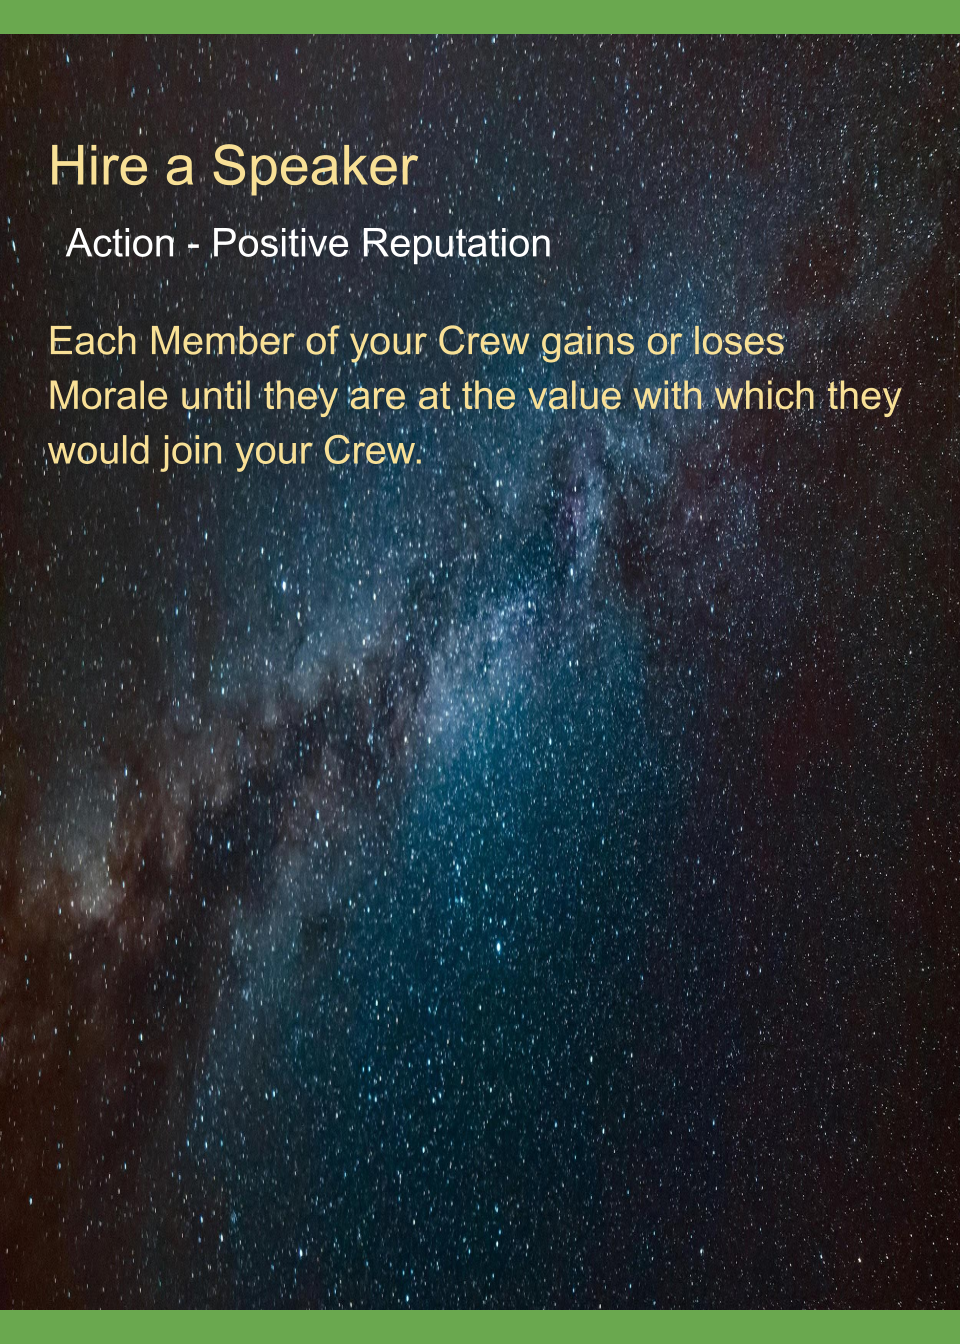 Hire a Speaker
Action - Positive Reputation
Each Member of your Crew gains or loses
Morale until they are at the value with which they
would join your Crew.